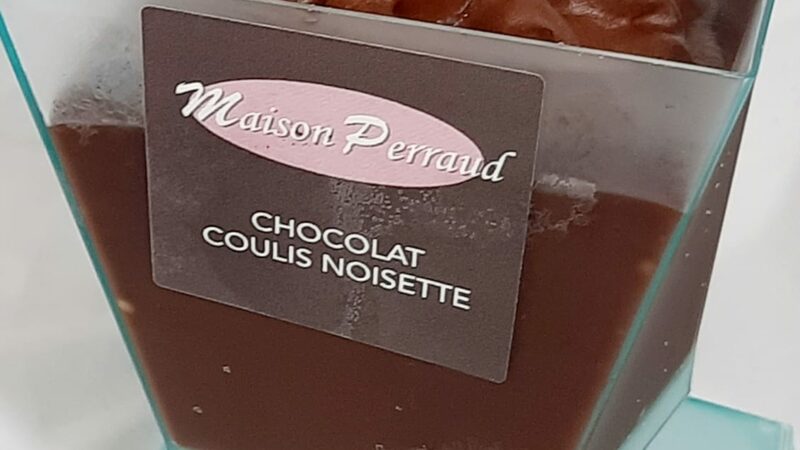 Maison Perraud
CHOCOLAT
COULIS NOISETTE